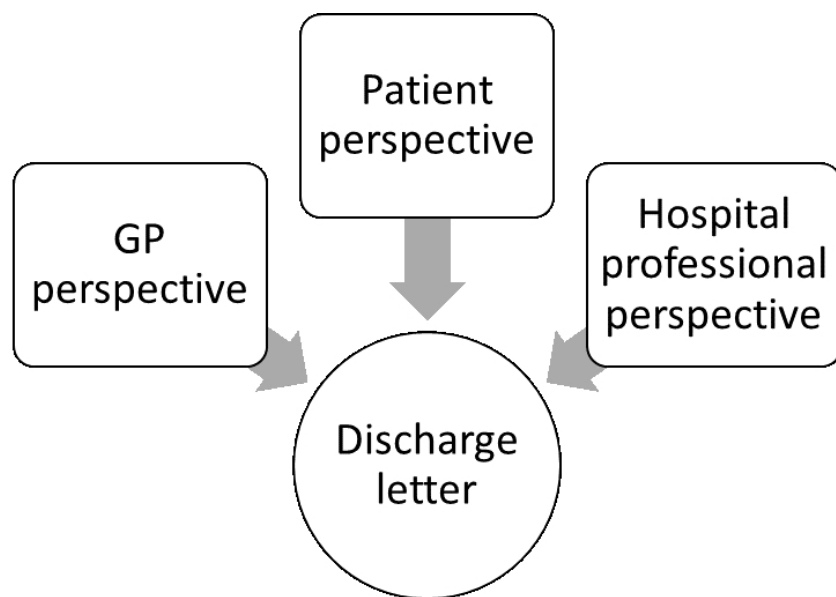 Patient
perspective
GP
perspective
Hospital
professional
perspective
Discharge
letter